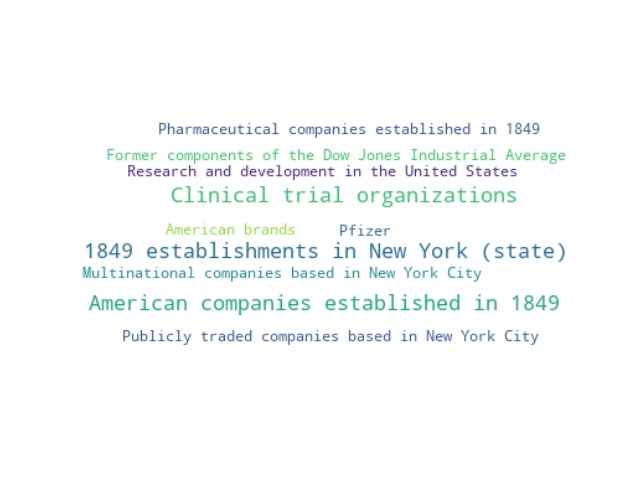 Pharmaceutical companies established in 1849
Former components of the Dow Jones Industrial Average
Research and development in the United States
Clinical trial organizations
American brands
Pfizer
1849 establishments in New York (state)
Multinational companies based in New York City
American companies established in 1849
Publicly traded companies based in New York City